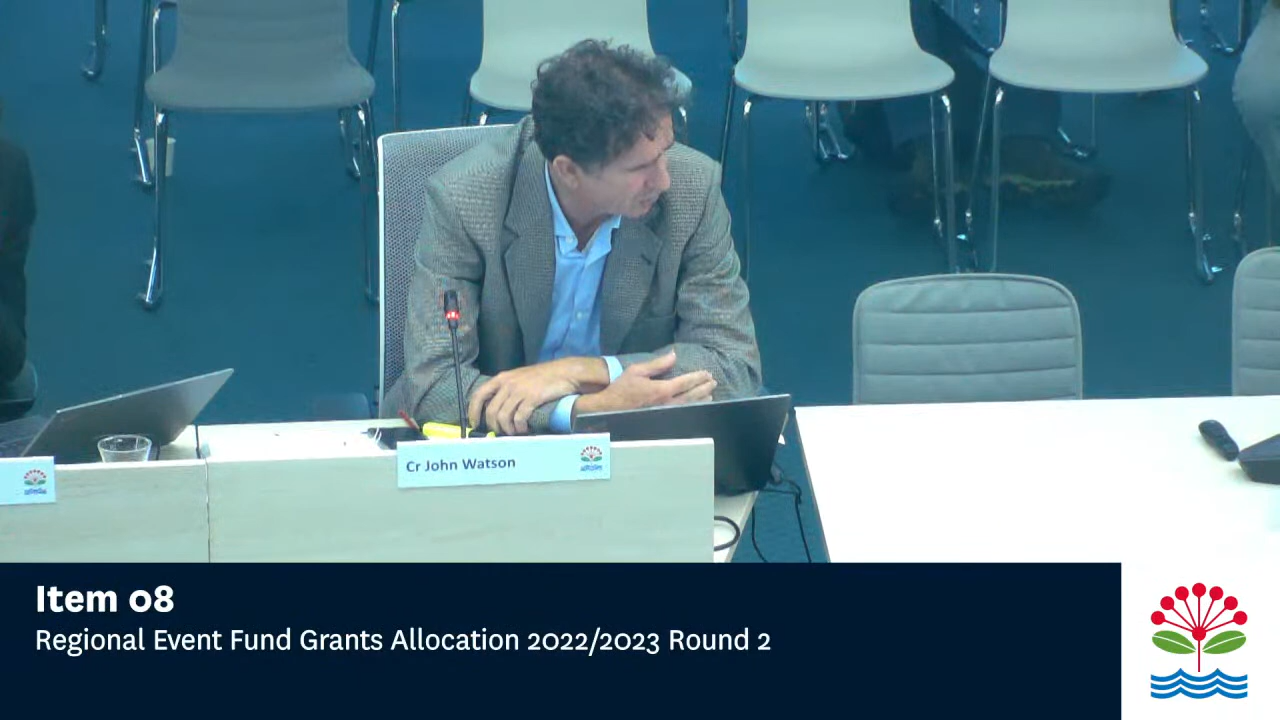 Cr John Watson
Item 08
Regional Event Fund Grants Allocation 2022/2023 Round 2